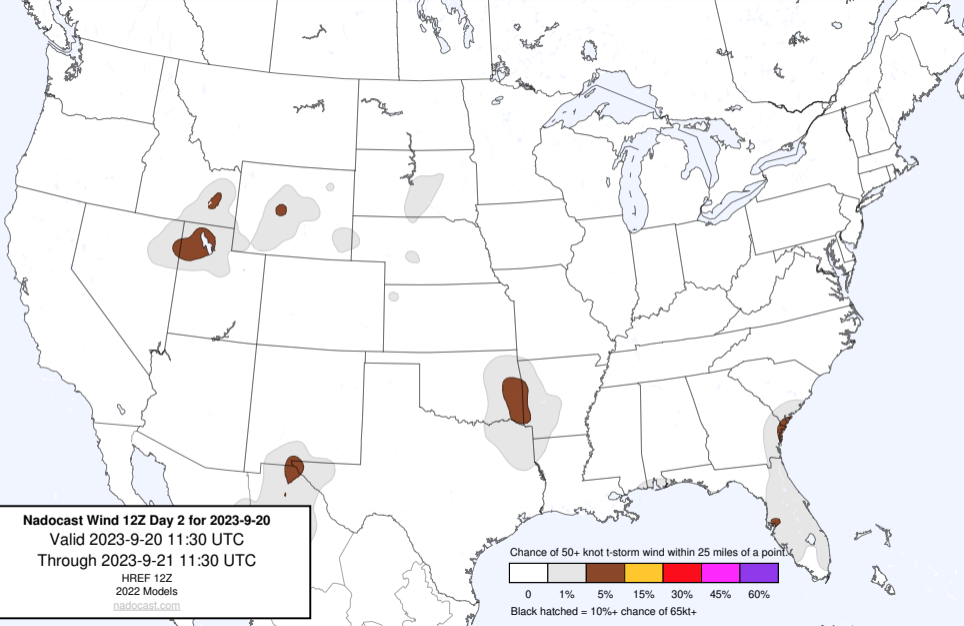 Nadocast Wind 12Z Day 2 for 2023-9-20
Valid 2023-9-20 11:30 UTC
Through 2023-9-21 11:30 UTC
HREF 12Z
2022 Models
nadocast.com
Chance of 50+ knot t-storm wind within 25 miles of a point.
0 1% 5% 15% 30% 45% 60%
Black hatched = 10%+ chance of 65kt+